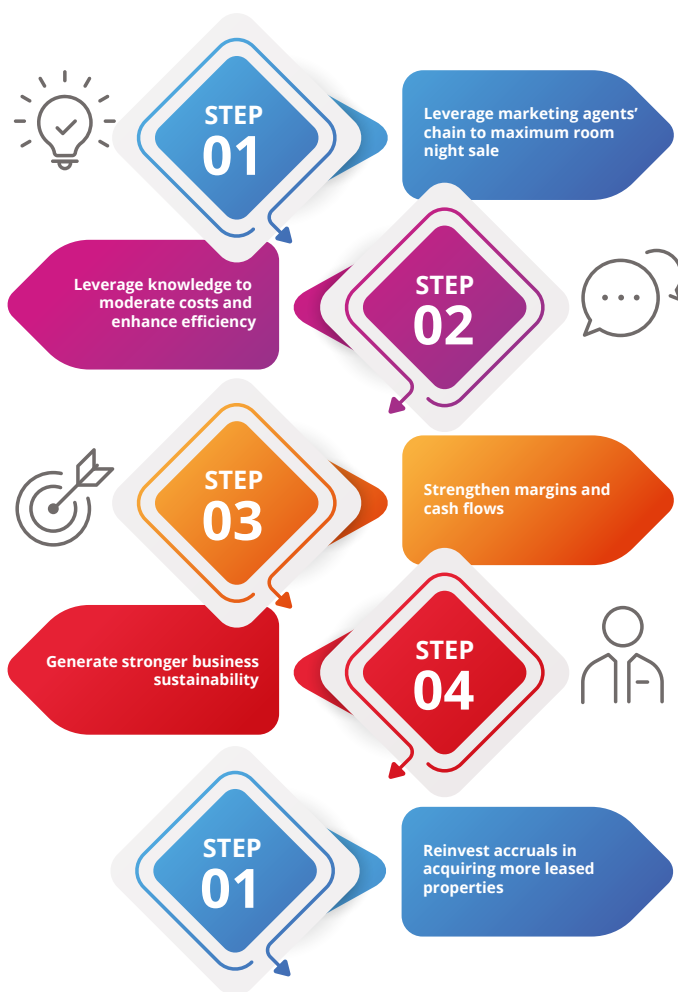 STEP
01
Leverage marketing agents’
chain to maximum room
night sale
Leverage knowledge to
moderate costs and
enhance efficiency
STEP
02
STEP
03
Strengthen margins and
cash flows
Generate stronger business
sustainability
STEP
04
STEP
01
Reinvest accruals in
acquiring more leased
properties